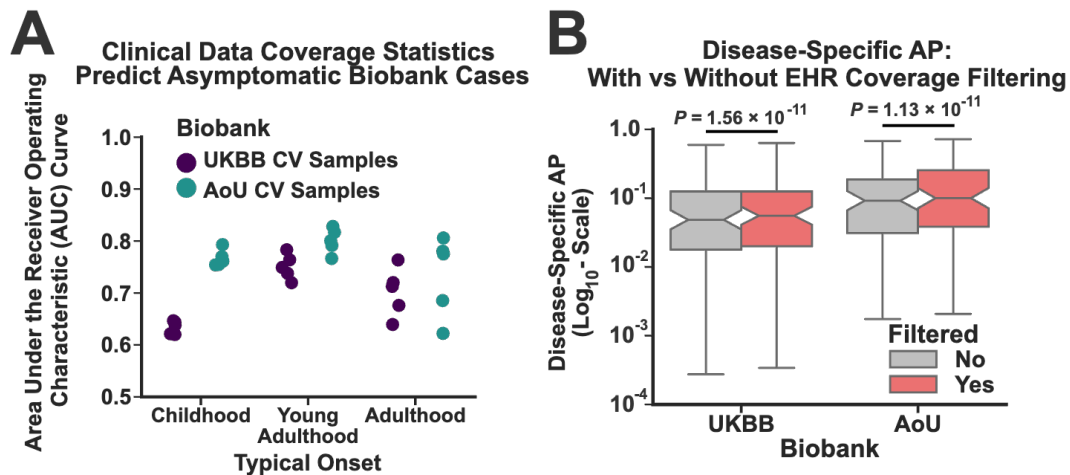 A
Clinical Data Coverage Statistics
Predict Asymptomatic Biobank Cases
Area Under the Receiver Operating
Characteristic (AUC) Curve
1.0
0.9
0.8
0.7
0.6
0.5
Biobank
UKBB CV Samples
AoU CV Samples
Childhood
Young
Adulthood
Adulthood
Typical Onset
B
Disease-Specific AP:
With vs Without EHR Coverage Filtering
P = 1.56 × 10⁻¹¹
P = 1.13 × 10⁻¹¹
Disease-Specific AP
(Log₁₀- Scale)
1.0
10⁻¹
10⁻²
10⁻³
10⁻⁴
Filtered
No
Yes
UKBB
AoU
Biobank